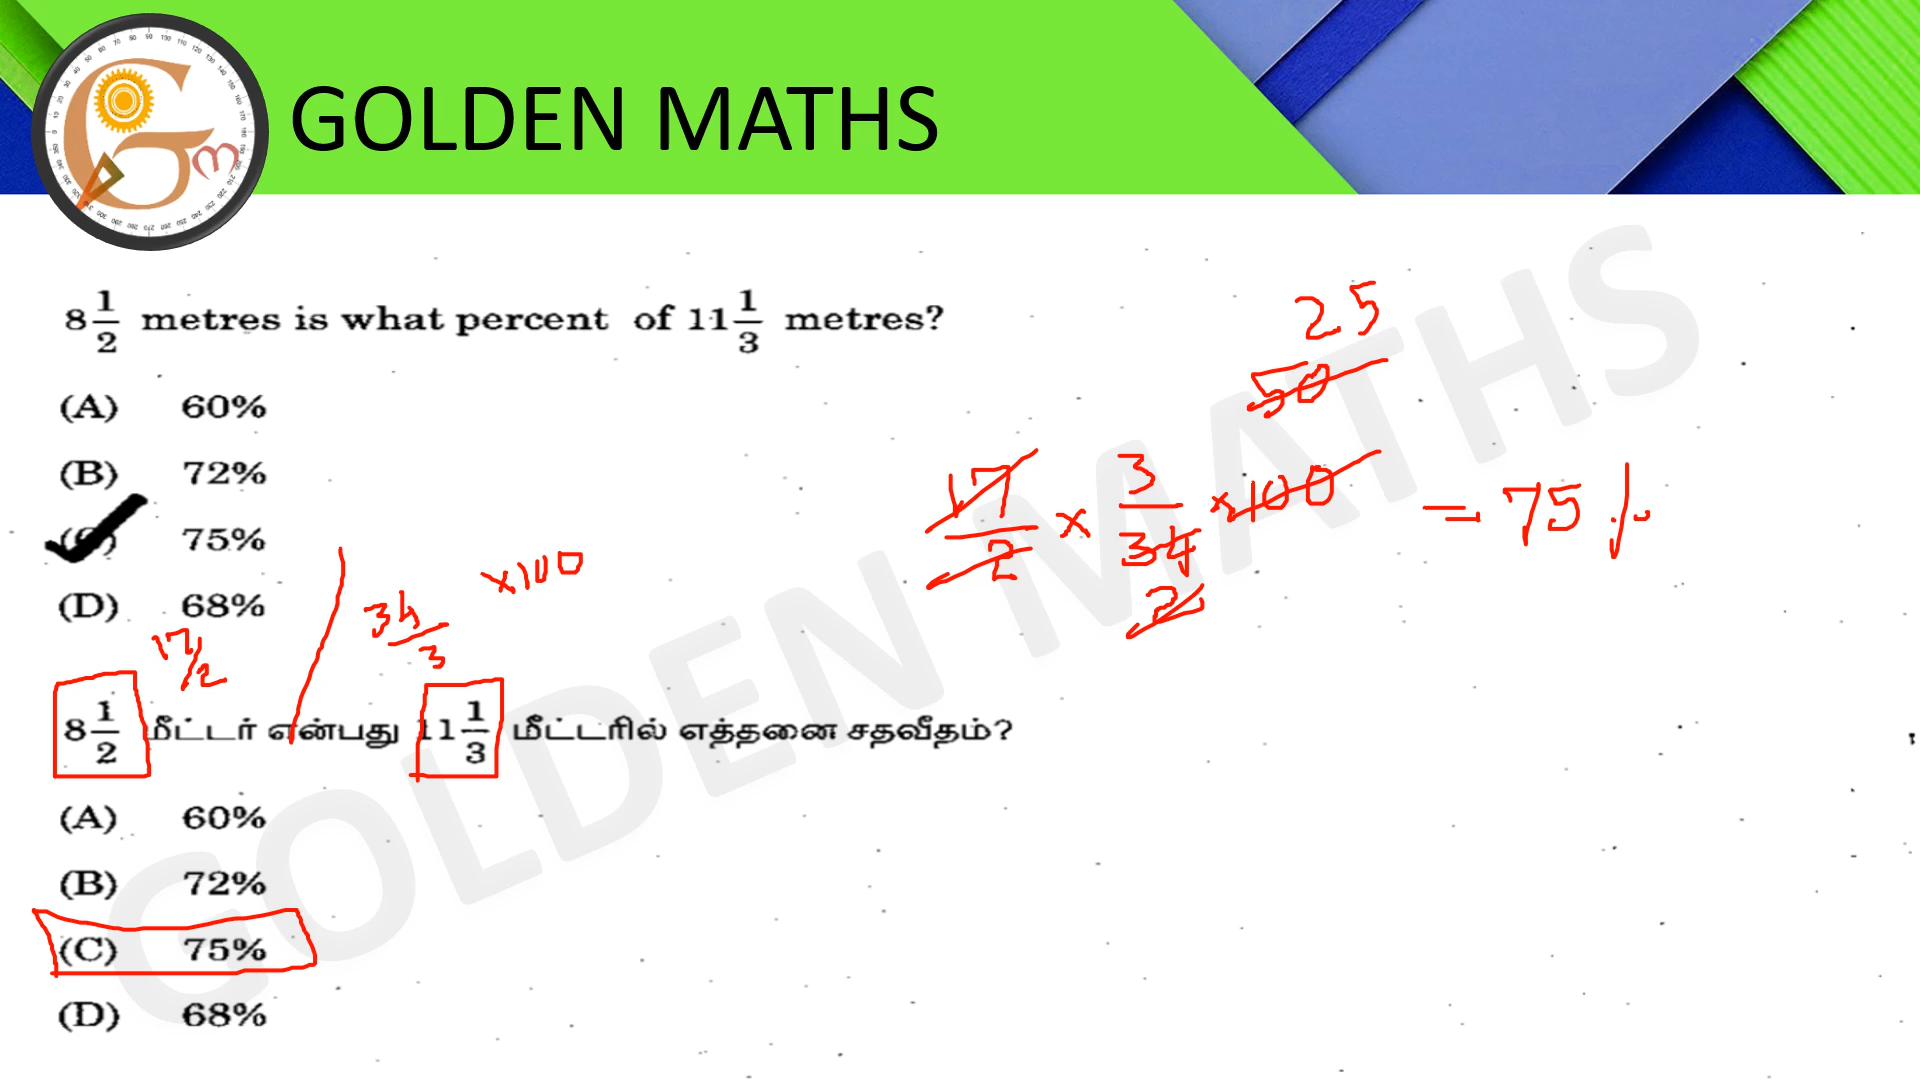 GOLDEN MATHS
8 1/2 metres is what percent of 11 1/3 metres?
(A) 60%
(B) 72%
(C) 75%
(D) 68%
17/2
34/3 ×100
17/2 × 3/34 ×100 = 75%
50
25
2
8 1/2 மீட்டர் என்பது 11 1/3 மீட்டரில் எத்தனை சதவீதம்?
(A) 60%
(B) 72%
(C) 75%
(D) 68%
GOLDEN MATHS